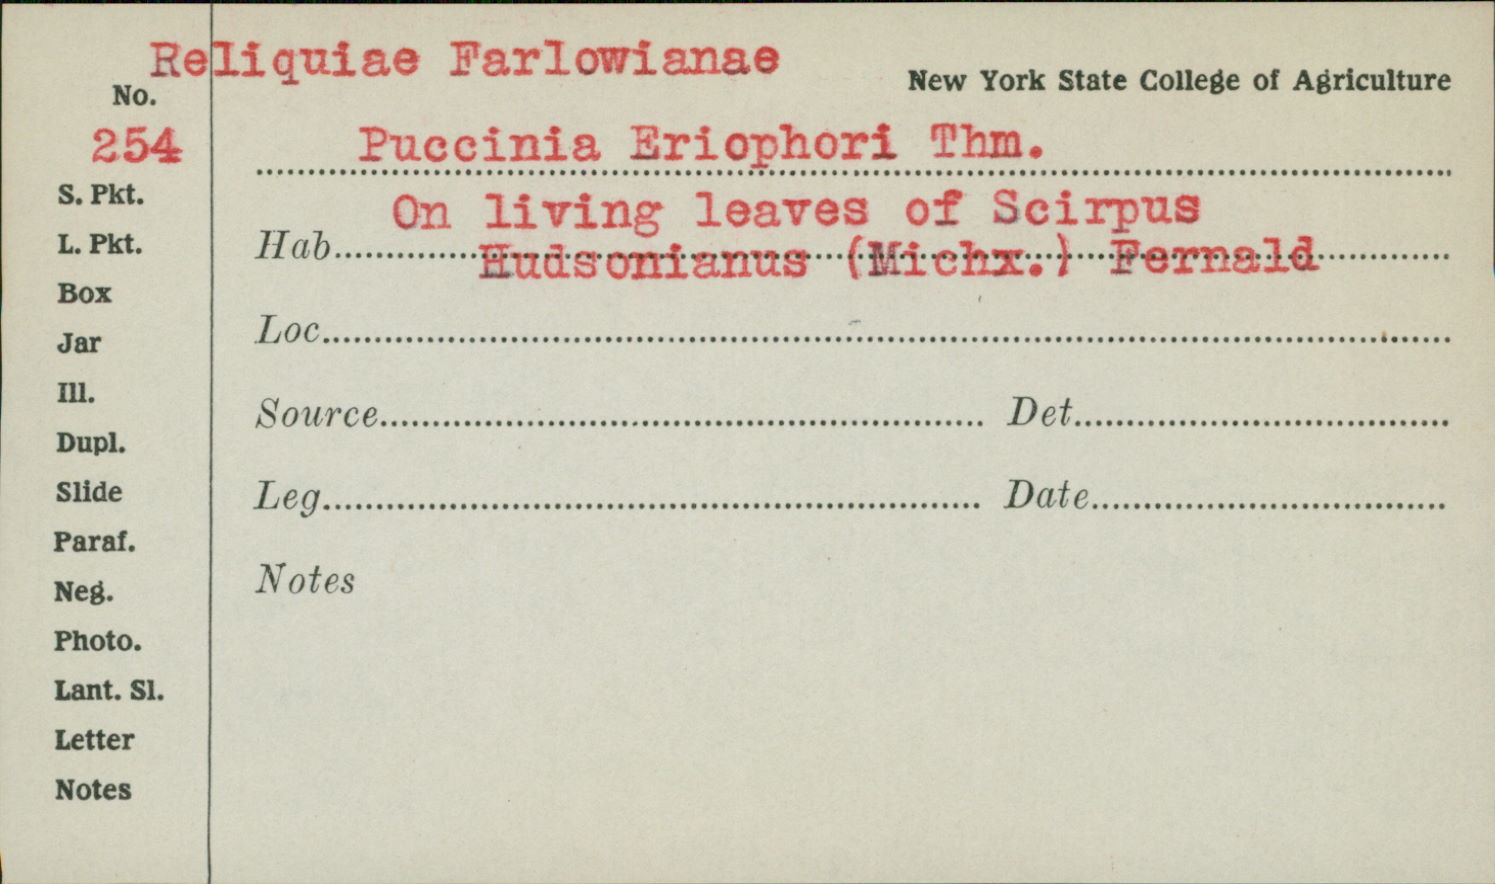 Reliquiae Farlowianae
New York State College of Agriculture
No.
254
Puccinia Eriophori Thm.
S. Pkt.
On living leaves of Scirpus
L. Pkt.
Hab. Hudsonianus (Michx.) Fernald
Box
Loc.
Jar
Ill.
Source Det.
Dupl.
Slide
Leg. Date
Paraf.
Notes
Neg.
Photo.
Lant. Sl.
Letter
Notes